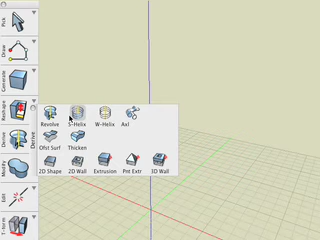 Pick
Draw
Generate
Reshape
Derive
Derive
Modify
Edit
T-form
Revolve S-Helix W-Helix Axl
Ofst Surf Thicken
2D Shape 2D Wall Extrusion Pnt Extr 3D Wall